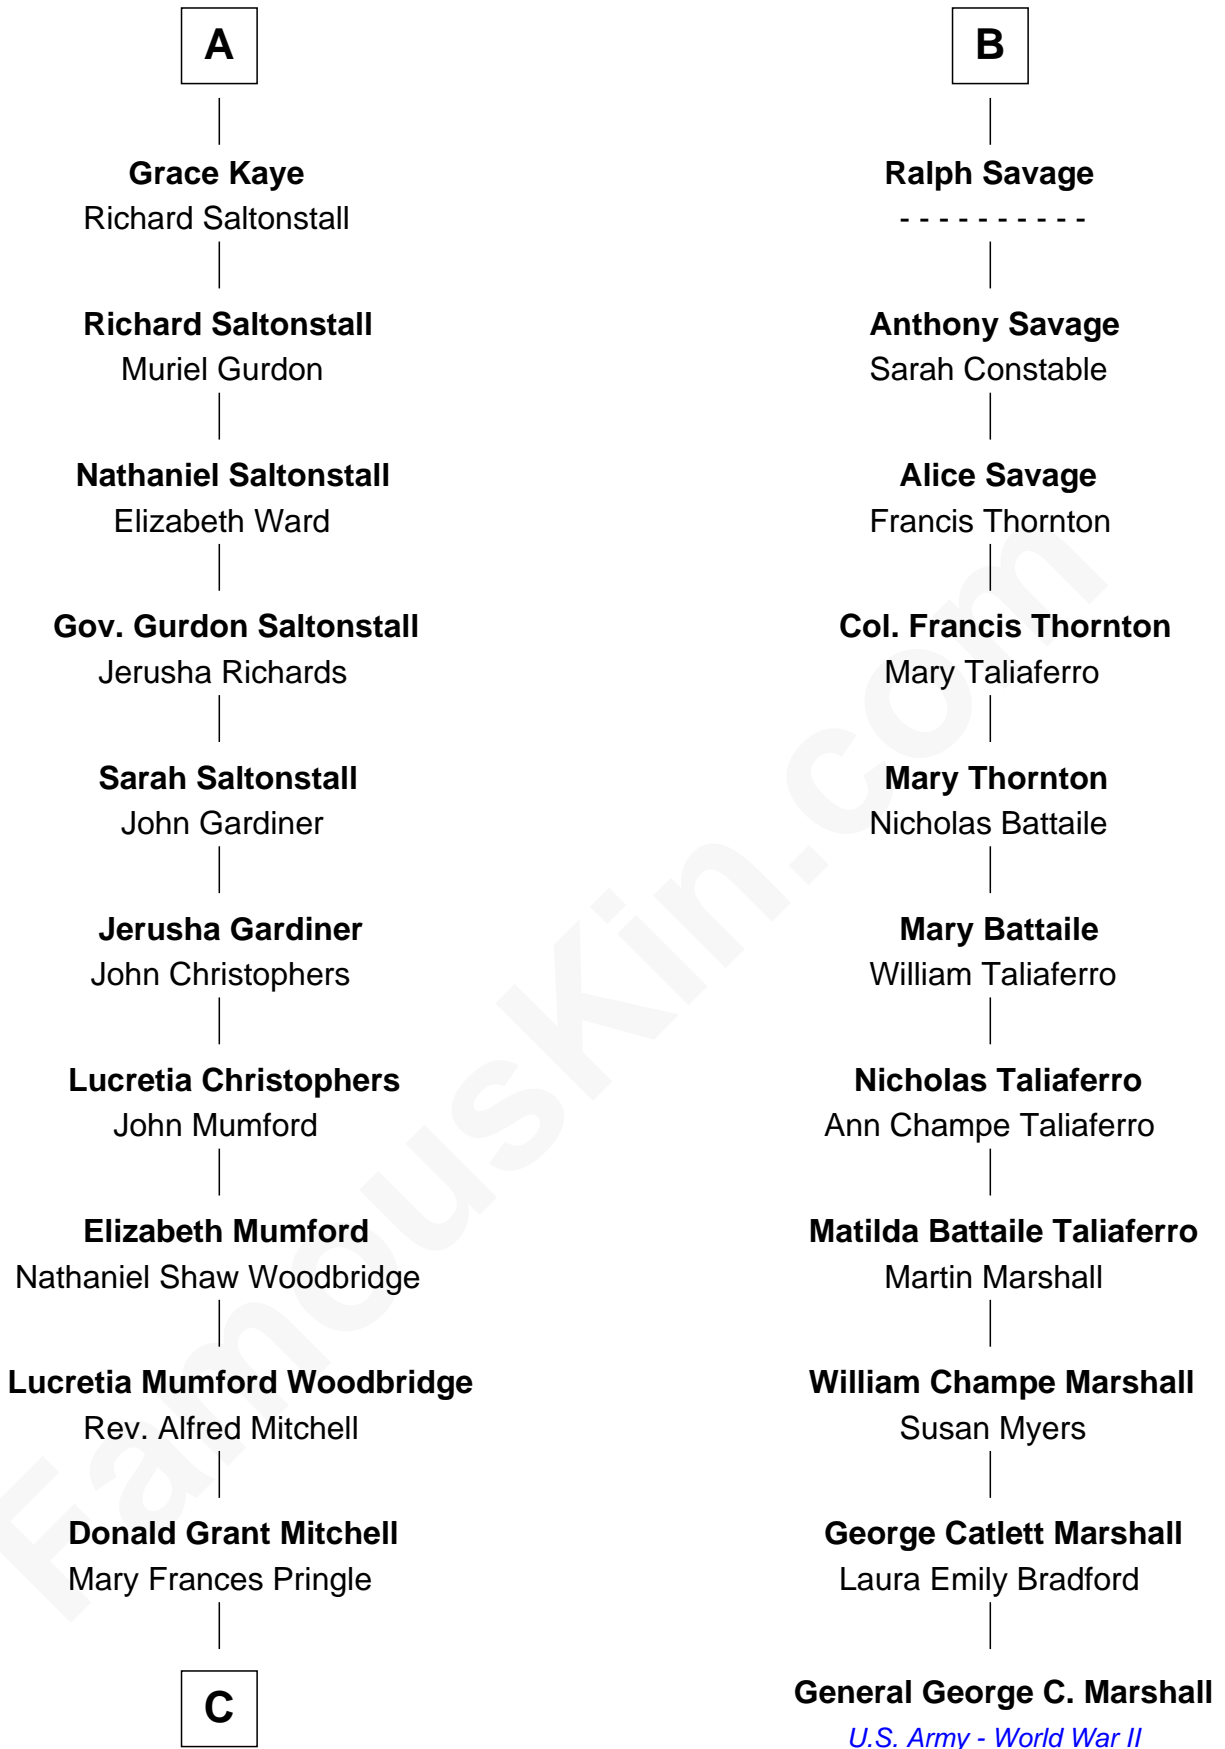 A
Grace Kaye
Richard Saltonstall
Richard Saltonstall
Muriel Gurdon
Nathaniel Saltonstall
Elizabeth Ward
Gov. Gurdon Saltonstall
Jerusha Richards
Sarah Saltonstall
John Gardiner
Jerusha Gardiner
John Christophers
Lucretia Christophers
John Mumford
Elizabeth Mumford
Nathaniel Shaw Woodbridge
Lucretia Mumford Woodbridge
Rev. Alfred Mitchell
Donald Grant Mitchell
Mary Frances Pringle
C
B
Ralph Savage
- - - - - - - - - -
Anthony Savage
Sarah Constable
Alice Savage
Francis Thornton
Col. Francis Thornton
Mary Taliaferro
Mary Thornton
Nicholas Battaile
Mary Battaile
William Taliaferro
Nicholas Taliaferro
Ann Champe Taliaferro
Matilda Battaile Taliaferro
Martin Marshall
William Champe Marshall
Susan Myers
George Catlett Marshall
Laura Emily Bradford
General George C. Marshall
U.S. Army - World War II
FamousKin.com